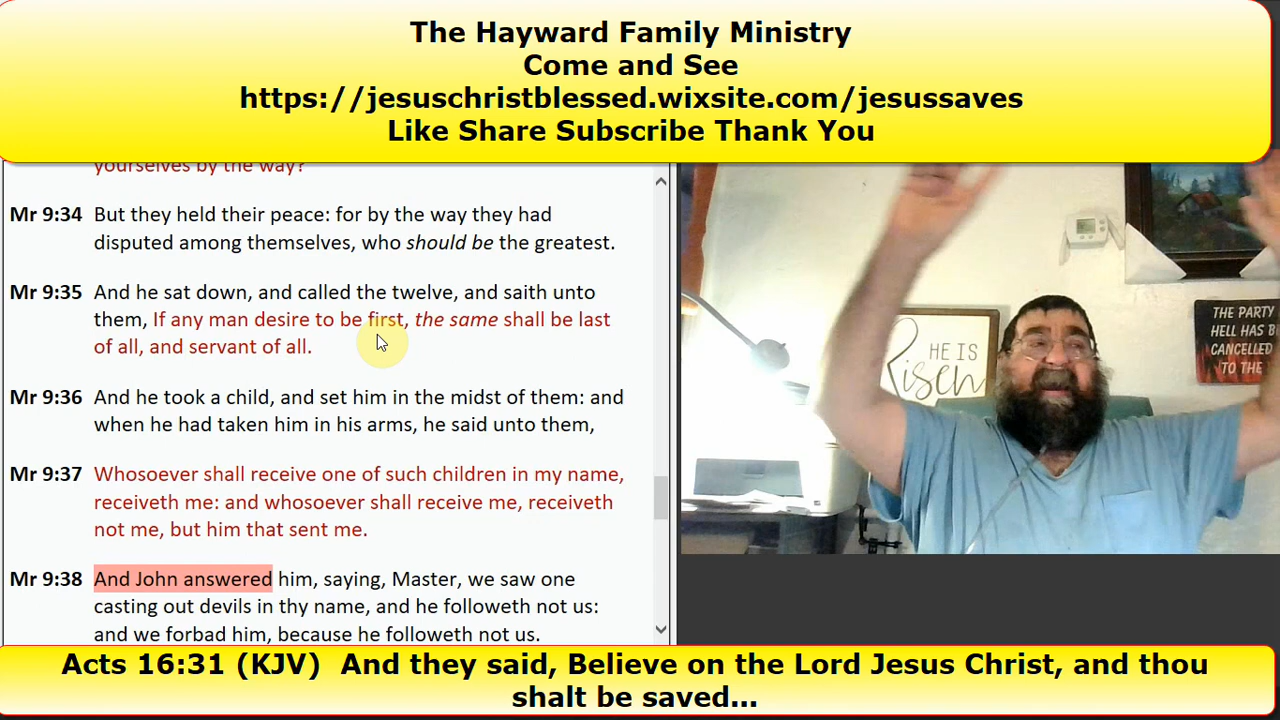 The Hayward Family Ministry
Come and See
https://jesuschristblessed.wixsite.com/jesussaves
Like Share Subscribe Thank You
yourselves by the way?
Mr 9:34 But they held their peace: for by the way they had
disputed among themselves, who should be the greatest.
Mr 9:35 And he sat down, and called the twelve, and saith unto
them, If any man desire to be first, the same shall be last
of all, and servant of all.
Mr 9:36 And he took a child, and set him in the midst of them: and
when he had taken him in his arms, he said unto them,
Mr 9:37 Whosoever shall receive one of such children in my name,
receiveth me: and whosoever shall receive me, receiveth
not me, but him that sent me.
Mr 9:38 And John answered him, saying, Master, we saw one
casting out devils in thy name, and he followeth not us:
and we forbad him, because he followeth not us.
HE IS
Risen
THE PARTY
HELL HAS B
CANCELLED
TO THE
Acts 16:31 (KJV) And they said, Believe on the Lord Jesus Christ, and thou
shalt be saved...